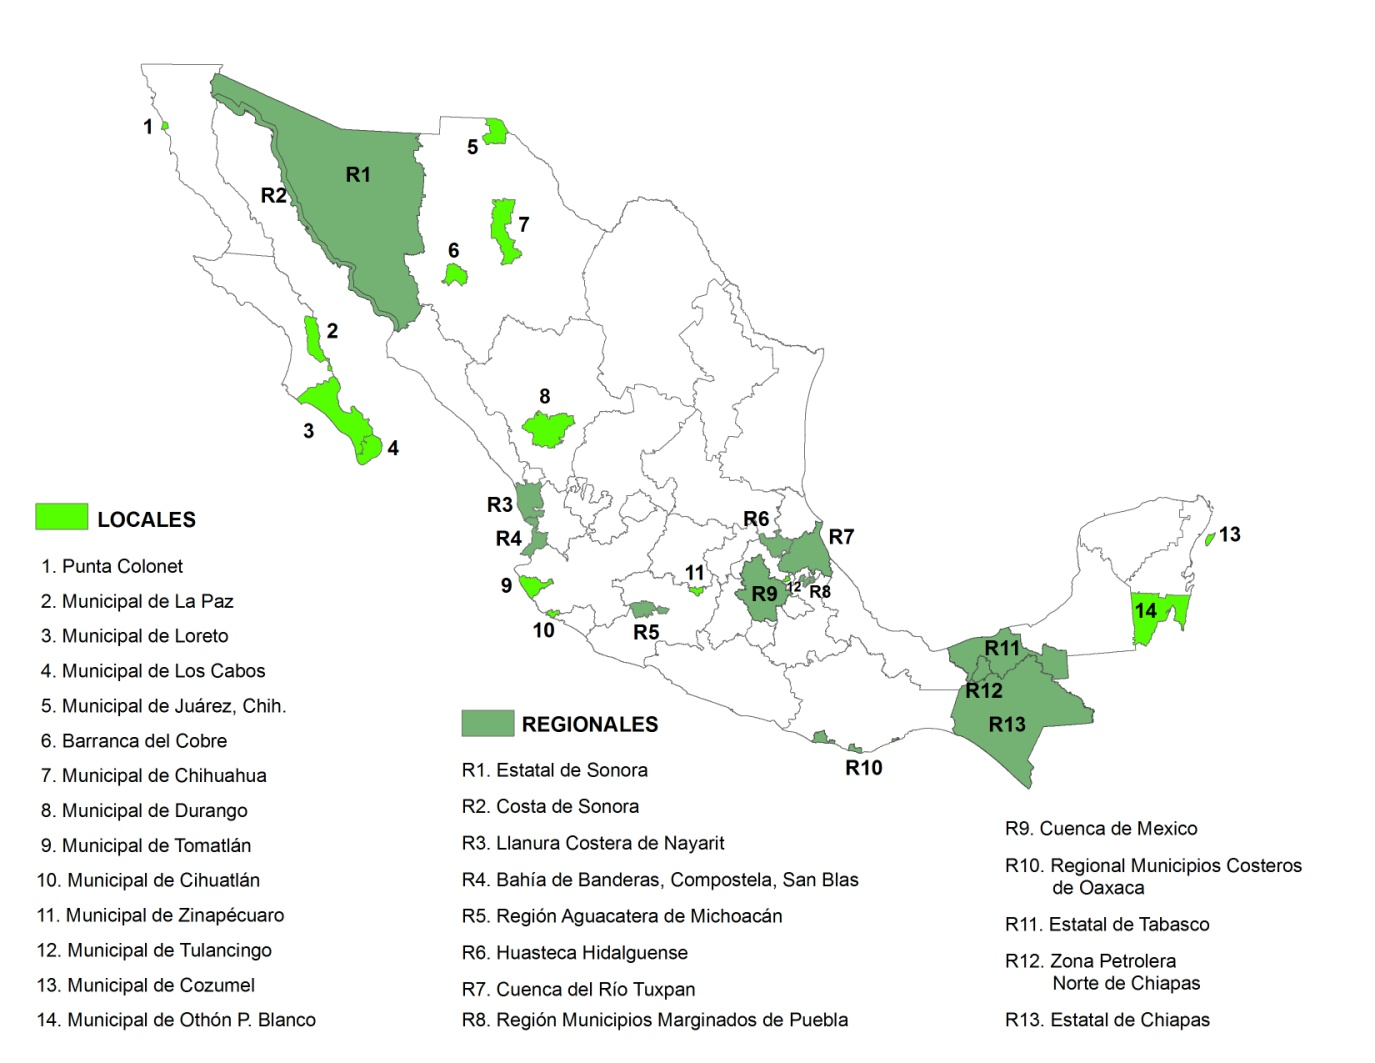 1
5
R1
R2
7
6
2
8
3
4
R3
R4
R6
R7
13
9
11
12
R8
R9
14
10
R5
R11
R12
R13
R10
LOCALES
1. Punta Colonet
2. Municipal de La Paz
3. Municipal de Loreto
4. Municipal de Los Cabos
5. Municipal de Juárez, Chih.
6. Barranca del Cobre
7. Municipal de Chihuahua
8. Municipal de Durango
9. Municipal de Tomatlán
10. Municipal de Cihuatlán
11. Municipal de Zinapécuaro
12. Municipal de Tulancingo
13. Municipal de Cozumel
14. Municipal de Othón P. Blanco
REGIONALES
R1. Estatal de Sonora
R2. Costa de Sonora
R3. Llanura Costera de Nayarit
R4. Bahía de Banderas, Compostela, San Blas
R5. Región Aguacatera de Michoacán
R6. Huasteca Hidalguense
R7. Cuenca del Río Tuxpan
R8. Región Municipios Marginados de Puebla
R9. Cuenca de Mexico
R10. Regional Municipios Costeros
de Oaxaca
R11. Estatal de Tabasco
R12. Zona Petrolera
Norte de Chiapas
R13. Estatal de Chiapas